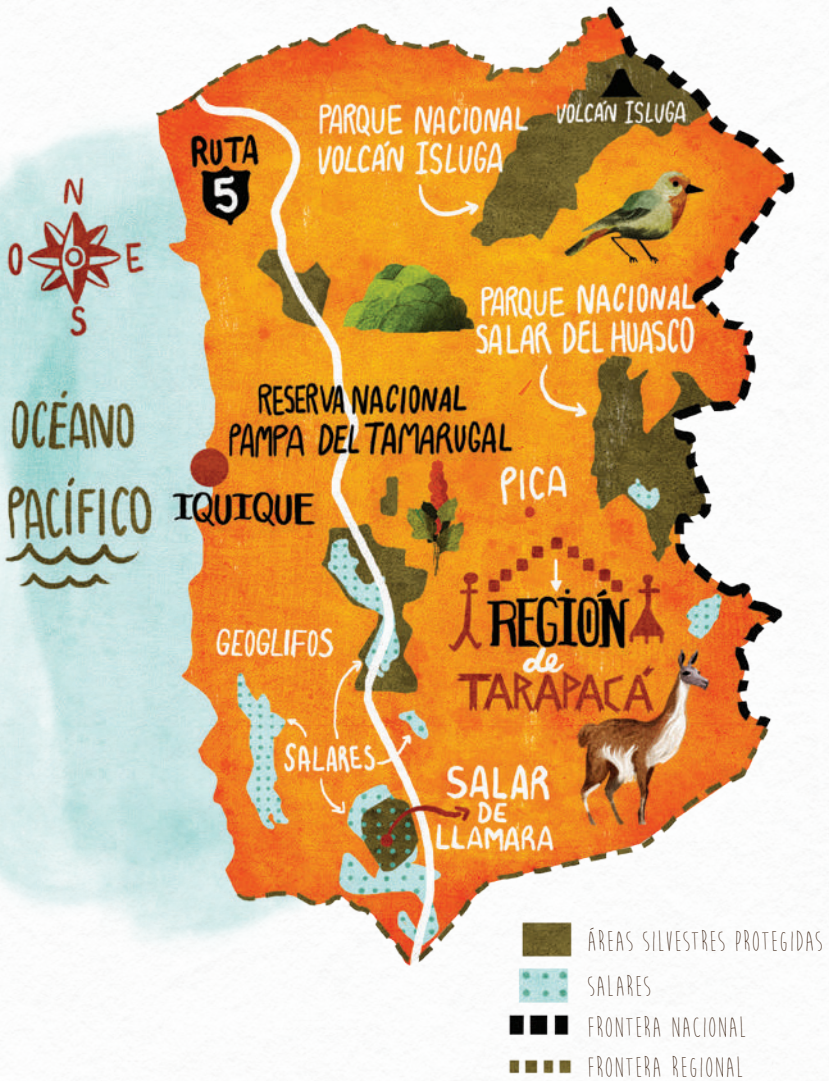 PARQUE NACIONAL
VOLCÁN ISLUGA
VOLCÁN ISLUGA
RUTA
5
N
O
E
S
PARQUE NACIONAL
SALAR DEL HUASCO
OCÉANO
PACÍFICO
RESERVA NACIONAL
PAMPA DEL TAMARUGAL
IQUIQUE
PICA
REGIÓN
de
TARAPACÁ
GEOGLIFOS
SALARES
SALAR
DE
LLAMARA
ÁREAS SILVESTRES PROTEGIDAS
SALARES
FRONTERA NACIONAL
FRONTERA REGIONAL